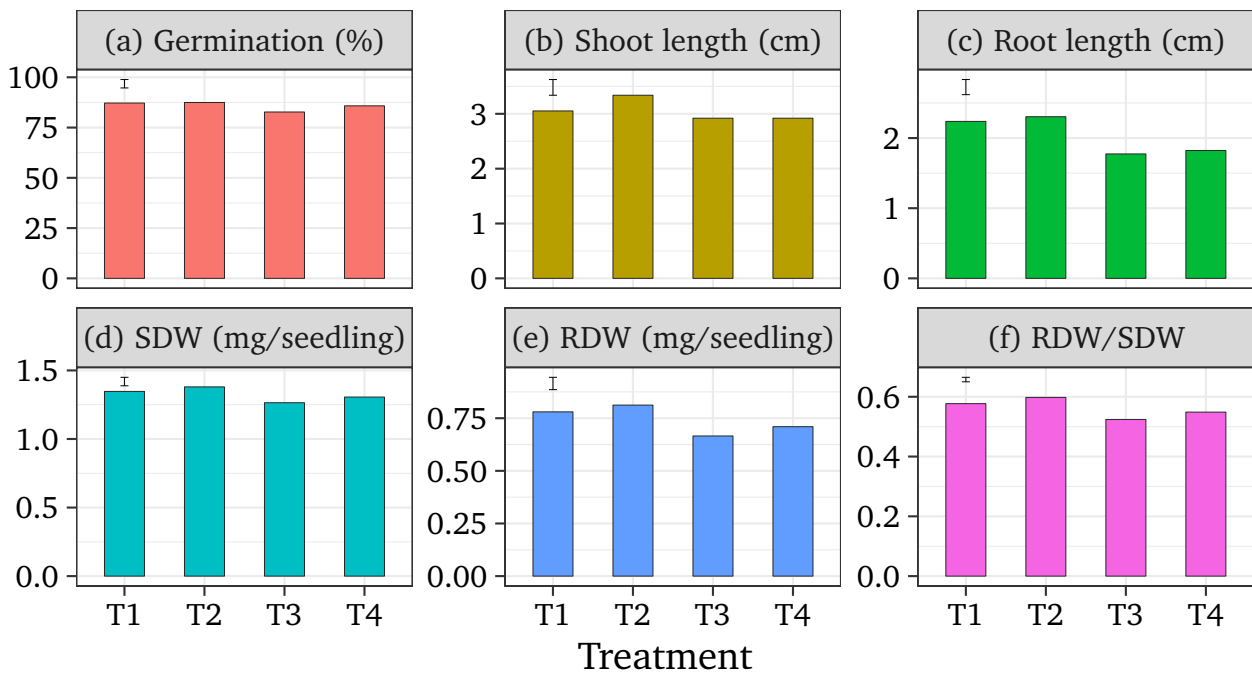 (a) Germination (%)
(b) Shoot length (cm)
(c) Root length (cm)
100
75
50
25
0
3
2
1
0
2
1
0
(d) SDW (mg/seedling)
(e) RDW (mg/seedling)
(f) RDW/SDW
1.5
1.0
0.5
0.0
0.75
0.50
0.25
0.00
0.6
0.4
0.2
0.0
T1 T2 T3 T4
T1 T2 T3 T4
T1 T2 T3 T4
Treatment